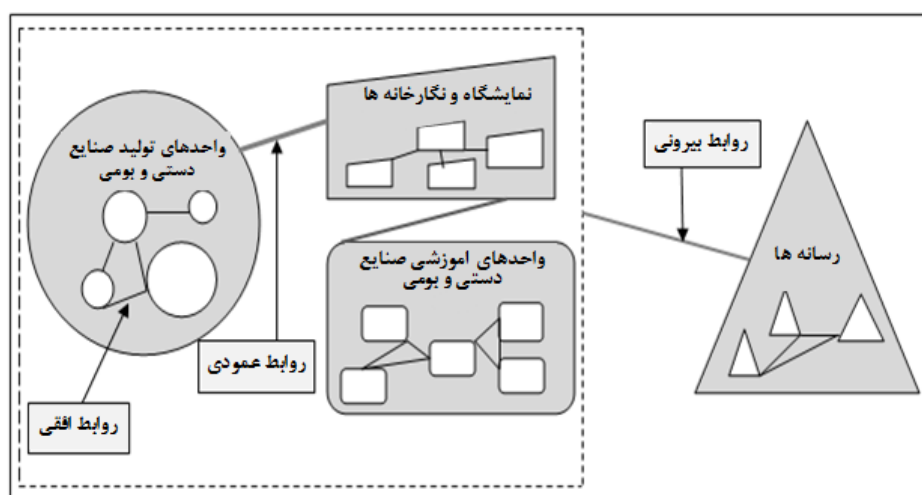 نمایشگاه و نگارخانه ها
واحدهای تولید صنایع
دستی و بومی
روابط بیرونی
رسانه ها
واحدهای اموزشی صنایع
دستی و بومی
روابط عمودی
روابط افقی